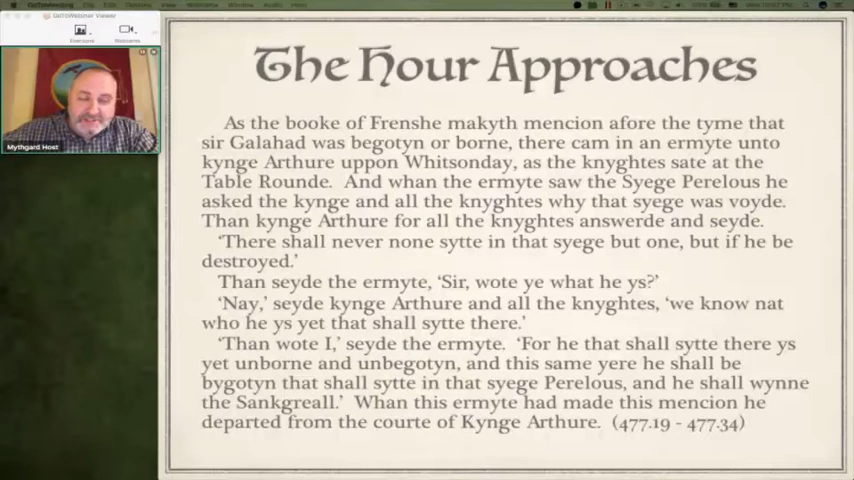 GoToWebinar Viewer
Everyone
Webcams
Mythgard Host
The Hour Approaches
As the booke of Frenshe makyth mencion afore the tyme that
sir Galahad was begotyn or borne, there cam in an ermyte unto
kynge Arthure uppon Whitsonday, as the knyghtes sate at the
Table Rounde. And whan the ermyte saw the Syege Perelous he
asked the kynge and all the knyghtes why that syege was voyde.
Than kynge Arthure for all the knyghtes answerde and seyde.
‘There shall never none sytte in that syege but one, but if he be
destroyed.’
Than seyde the ermyte, ‘Sir, wote ye what he ys?’
‘Nay,’ seyde kynge Arthure and all the knyghtes, ‘we know nat
who he ys yet that shall sytte there.’
‘Than wote I,’ seyde the ermyte. ‘For he that shall sytte there ys
yet unborne and unbegotyn, and this same yere he shall be
bygotyn that shall sytte in that syege Perelous, and he shall wynne
the Sankgreall.’ Whan this ermyte had made this mencion he
departed from the courte of Kynge Arthure. (477.19 - 477.34)